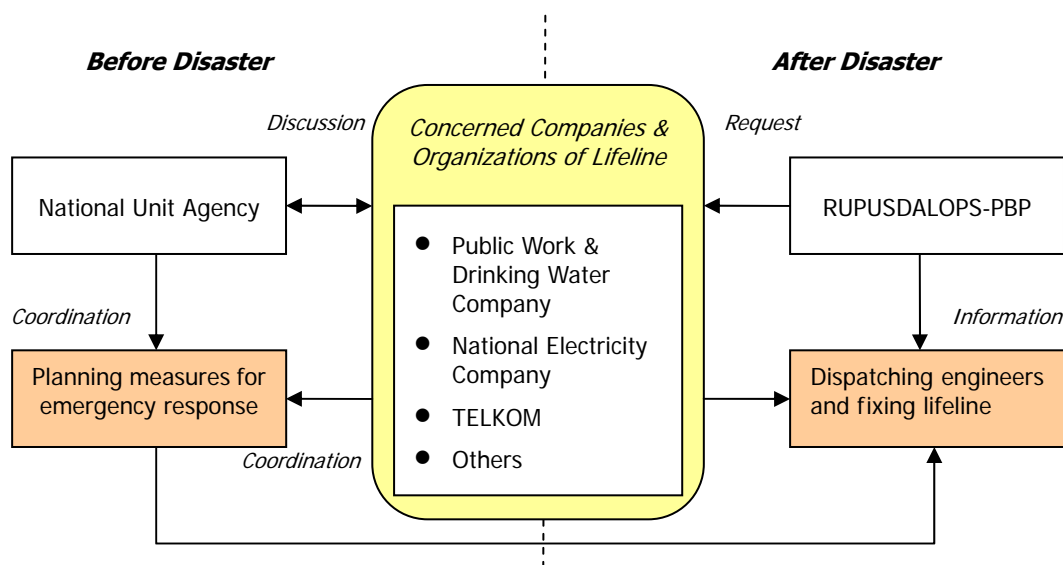 Before Disaster
After Disaster
Discussion
Concerned Companies &
Organizations of Lifeline
Request
National Unit Agency
RUPUSDALOPS-PBP
● Public Work &
Drinking Water
Company
● National Electricity
Company
● TELKOM
● Others
Coordination
Information
Planning measures for
emergency response
Dispatching engineers
and fixing lifeline
Coordination